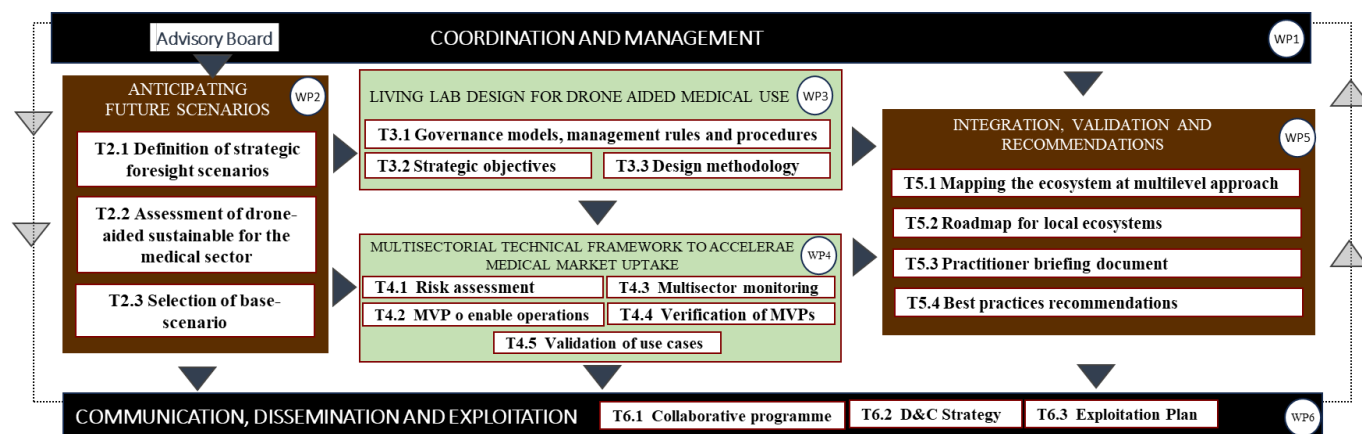 Advisory Board
COORDINATION AND MANAGEMENT
WP1
ANTICIPATING
FUTURE SCENARIOS
WP2
T2.1 Definition of strategic
foresight scenarios
T2.2 Assessment of drone-
aided sustainable for the
medical sector
T2.3 Selection of base-
scenario
LIVING LAB DESIGN FOR DRONE AIDED MEDICAL USE
WP3
T3.1 Governance models, management rules and procedures
T3.2 Strategic objectives
T3.3 Design methodology
MULTISECTORIAL TECHNICAL FRAMEWORK TO ACCELERAE
MEDICAL MARKET UPTAKE
WP4
T4.1 Risk assessment
T4.3 Multisector monitoring
T4.2 MVP o enable operations
T4.4 Verification of MVPs
T4.5 Validation of use cases
INTEGRATION, VALIDATION AND
RECOMMENDATIONS
WP5
T5.1 Mapping the ecosystem at multilevel approach
T5.2 Roadmap for local ecosystems
T5.3 Practitioner briefing document
T5.4 Best practices recommendations
COMMUNICATION, DISSEMINATION AND EXPLOITATION
T6.1 Collaborative programme
T6.2 D&C Strategy
T6.3 Exploitation Plan
WP6